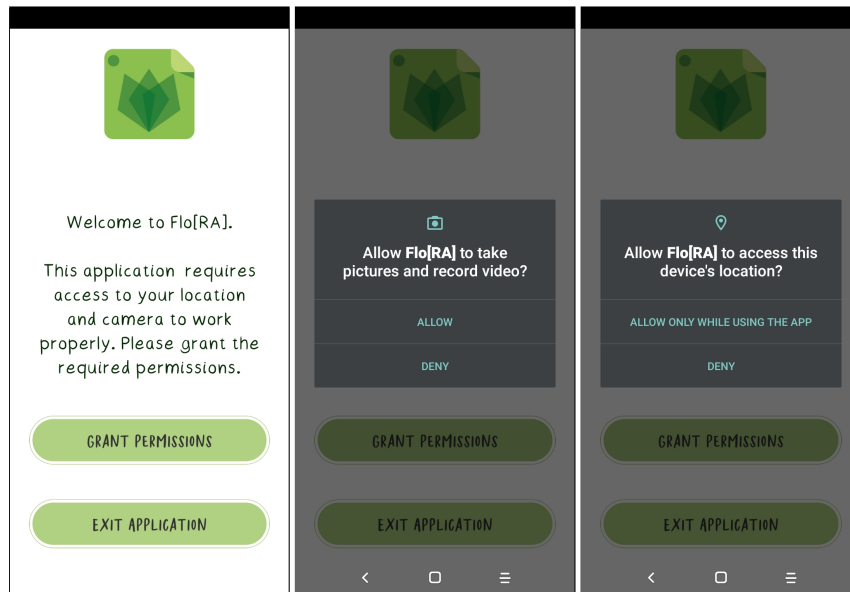 Welcome to Flo[RA].
This application requires
access to your location
and camera to work
properly. Please grant the
required permissions.
GRANT PERMISSIONS
EXIT APPLICATION
Allow Flo[RA] to take
pictures and record video?
ALLOW
DENY
GRANT PERMISSIONS
EXIT APPLICATION
Allow Flo[RA] to access this
device's location?
ALLOW ONLY WHILE USING THE APP
DENY
GRANT PERMISSIONS
EXIT APPLICATION